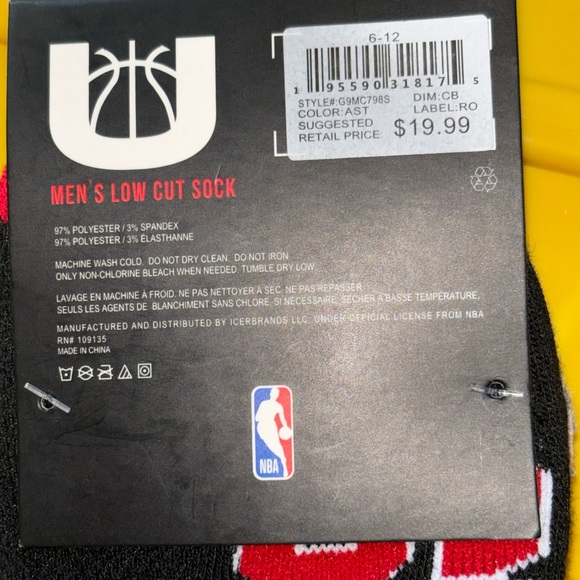 6-12
1 95590 31817 5
STYLE#:G9MC798S DIM:CB
COLOR:AST LABEL:RO
SUGGESTED
RETAIL PRICE: $19.99
MEN'S LOW CUT SOCK
97% POLYESTER / 3% SPANDEX
97% POLYESTER / 3% ÉLASTHANNE
MACHINE WASH COLD. DO NOT DRY CLEAN. DO NOT IRON
ONLY NON-CHLORINE BLEACH WHEN NEEDED. TUMBLE DRY LOW
LAVAGE EN MACHINE À FROID. NE PAS NETTOYER À SEC. NE PAS REPASSER
SEULS LES AGENTS DE BLANCHIMENT SANS CHLORE, SI NÉCESSAIRE, SÉCHER À BASSE TEMPÉRATURE.
MANUFACTURED AND DISTRIBUTED BY ICERBRANDS LLC. UNDER OFFICIAL LICENSE FROM NBA
RN# 109135
MADE IN CHINA
NBA